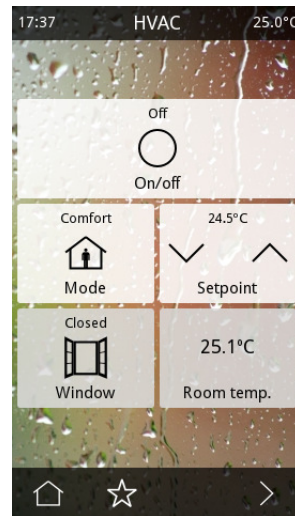 17:37 HVAC 25.0°C
Off
On/off
Comfort
Mode
24.5°C
Setpoint
Closed
Window
25.1°C
Room temp.